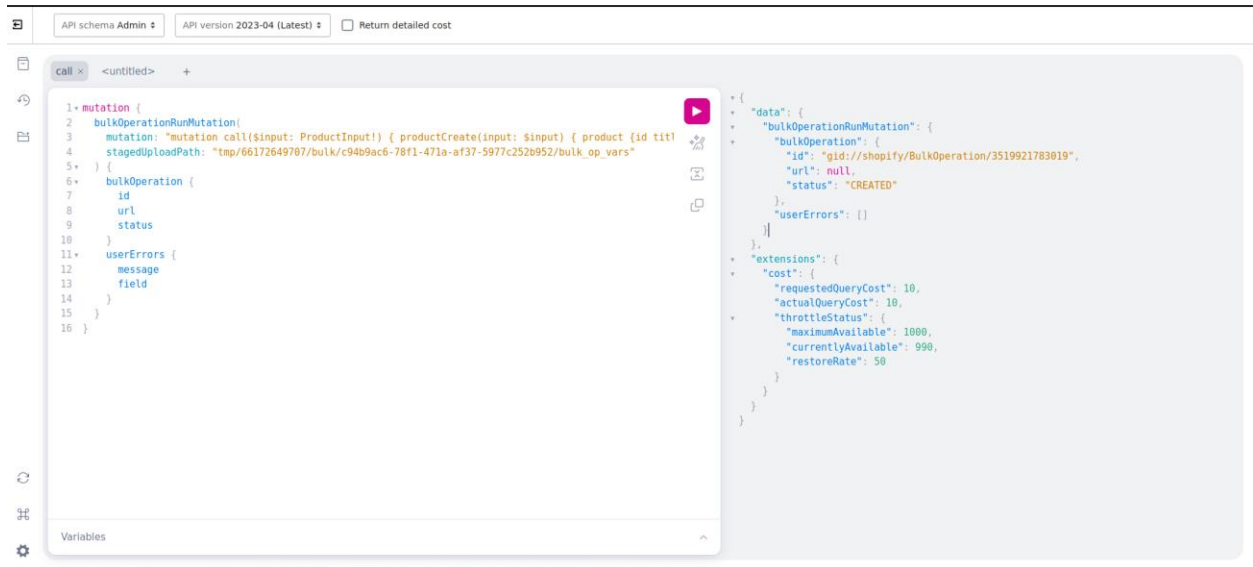 API schema Admin
API version 2023-04 (Latest)
Return detailed cost
call ×
<untitled>
+
1 mutation {
2 bulkOperationRunMutation(
3 mutation: "mutation call($input: ProductInput!) { productCreate(input: $input) { product {id titl
4 stagedUploadPath: "tmp/66172649707/bulk/c94b9ac6-78f1-471a-af37-5977c252b952/bulk_op_vars"
5 ) {
6 bulkOperation {
7 id
8 url
9 status
10 }
11 userErrors {
12 message
13 field
14 }
15 }
16 }
Variables
{
"data": {
"bulkOperationRunMutation": {
"bulkOperation": {
"id": "gid://shopify/BulkOperation/3519921783019",
"url": null,
"status": "CREATED"
},
"userErrors": []
}
},
"extensions": {
"cost": {
"requestedQueryCost": 10,
"actualQueryCost": 10,
"throttleStatus": {
"maximumAvailable": 1000,
"currentlyAvailable": 990,
"restoreRate": 50
}
}
}
}